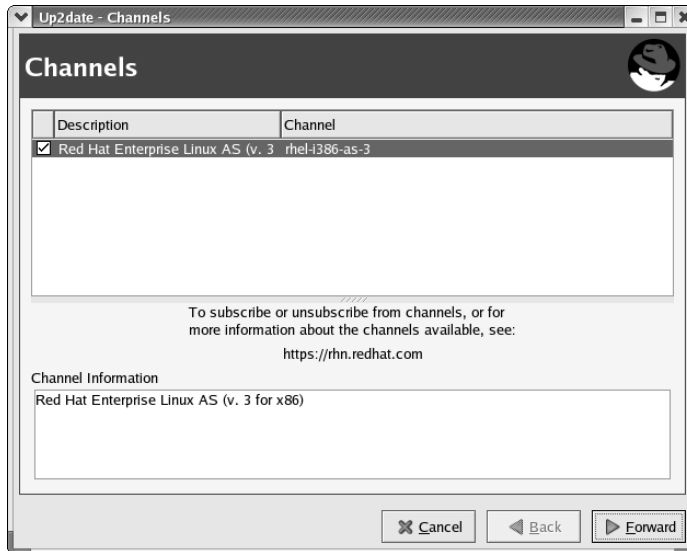 Up2date - Channels
Channels
Description Channel
Red Hat Enterprise Linux AS (v. 3 rhel-i386-as-3
To subscribe or unsubscribe from channels, or for
more information about the channels available, see:
https://rhn.redhat.com
Channel Information
Red Hat Enterprise Linux AS (v. 3 for x86)
Cancel Back Forward